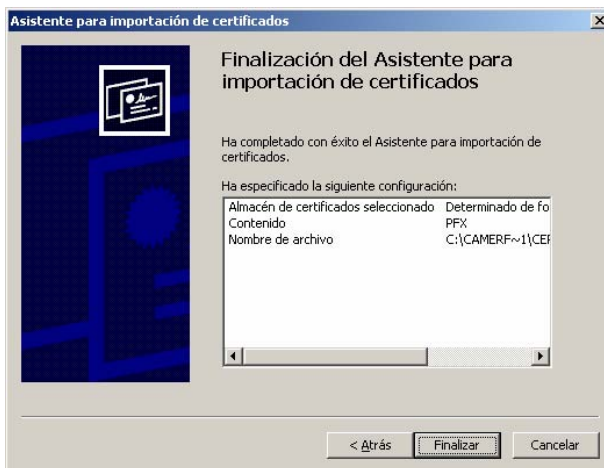 Asistente para importación de certificados
Finalización del Asistente para
importación de certificados
Ha completado con éxito el Asistente para importación de
certificados.
Ha especificado la siguiente configuración:
Almacén de certificados seleccionado Determinado de fo
Contenido PFX
Nombre de archivo C:\CAMERF~1\CER
< Atrás Finalizar Cancelar